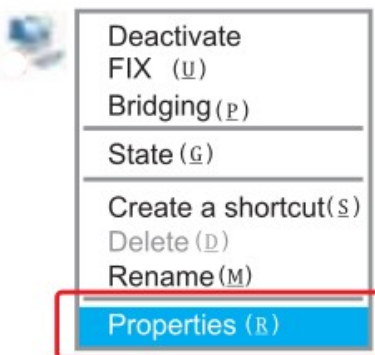 Deactivate
FIX (U)
Bridging(P)
State(G)
Create a shortcut(S)
Delete(D)
Rename(M)
Properties (R)